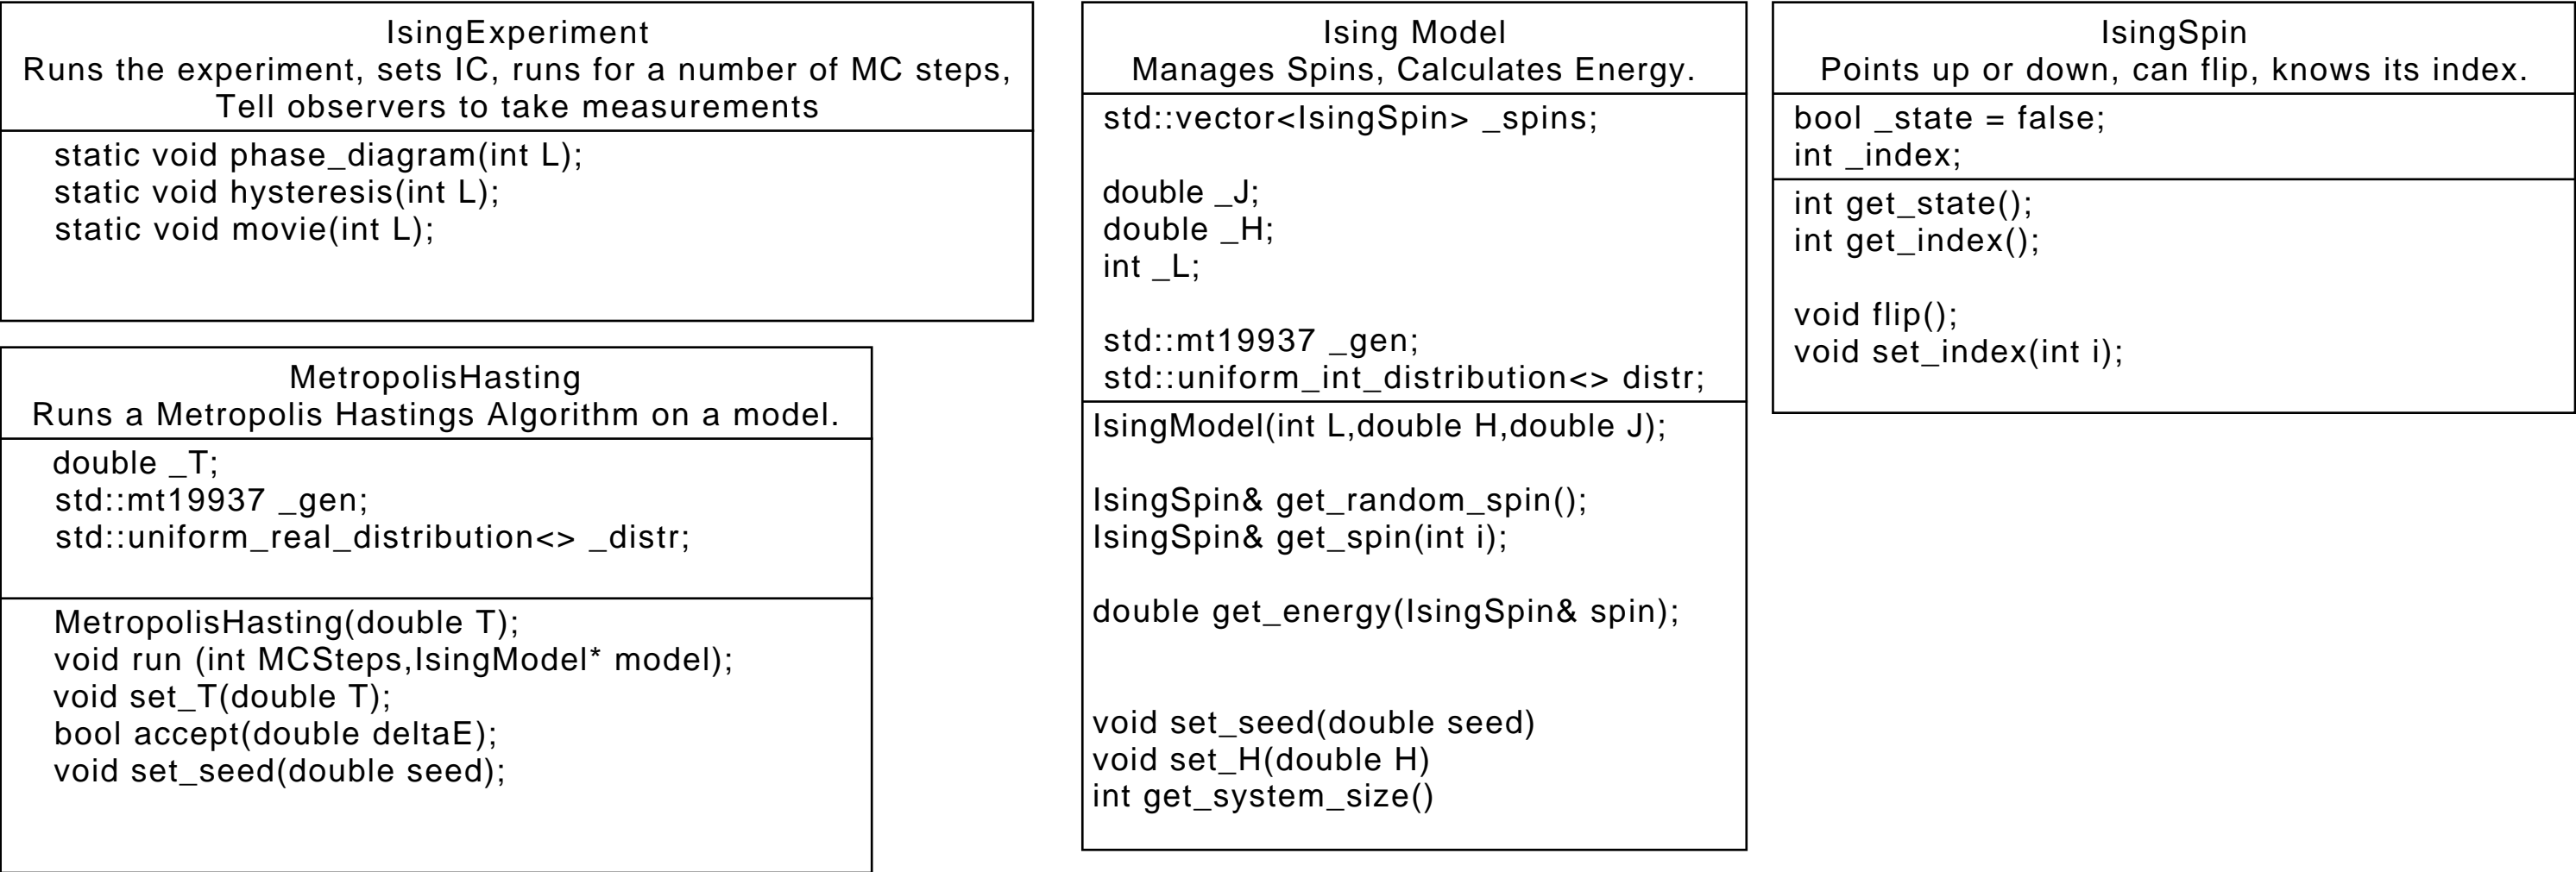 IsingExperiment
Runs the experiment, sets IC, runs for a number of MC steps,
Tell observers to take measurements
static void phase_diagram(int L);
static void hysteresis(int L);
static void movie(int L);
MetropolisHasting
Runs a Metropolis Hastings Algorithm on a model.
double _T;
std::mt19937 _gen;
std::uniform_real_distribution<> _distr;
MetropolisHasting(double T);
void run (int MCSteps,IsingModel* model);
void set_T(double T);
bool accept(double deltaE);
void set_seed(double seed);
Ising Model
Manages Spins, Calculates Energy.
std::vector<IsingSpin> _spins;
double _J;
double _H;
int _L;
std::mt19937 _gen;
std::uniform_int_distribution<> distr;
IsingModel(int L,double H,double J);
IsingSpin& get_random_spin();
IsingSpin& get_spin(int i);
double get_energy(IsingSpin& spin);
void set_seed(double seed)
void set_H(double H)
int get_system_size()
IsingSpin
Points up or down, can flip, knows its index.
bool _state = false;
int _index;
int get_state();
int get_index();
void flip();
void set_index(int i);